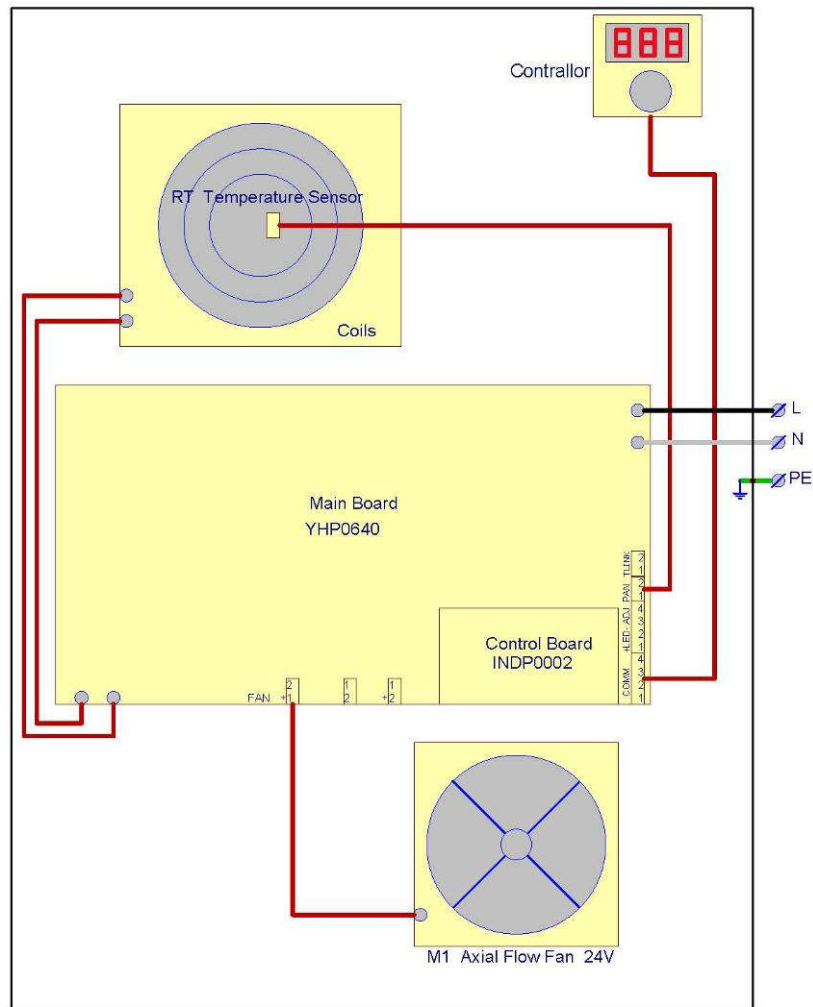 888
Contrallor
RT Temperature Sensor
Coils
L
N
PE
Main Board
YHP0640
TLINK 2 1
PAN 2 1
+LED- ADJ 4 3 2 1
COMM 4 3 2 1
Control Board
INDP0002
FAN +1 2
1 2
1 +2
M1 Axial Flow Fan 24V